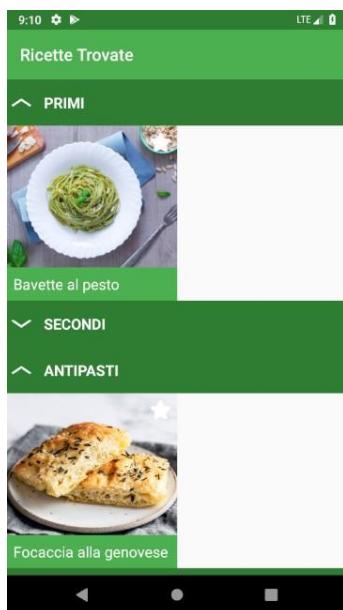 9:10 LTE
Ricette Trovate
PRIMI
Bavette al pesto
SECONDI
ANTIPASTI
Focaccia alla genovese